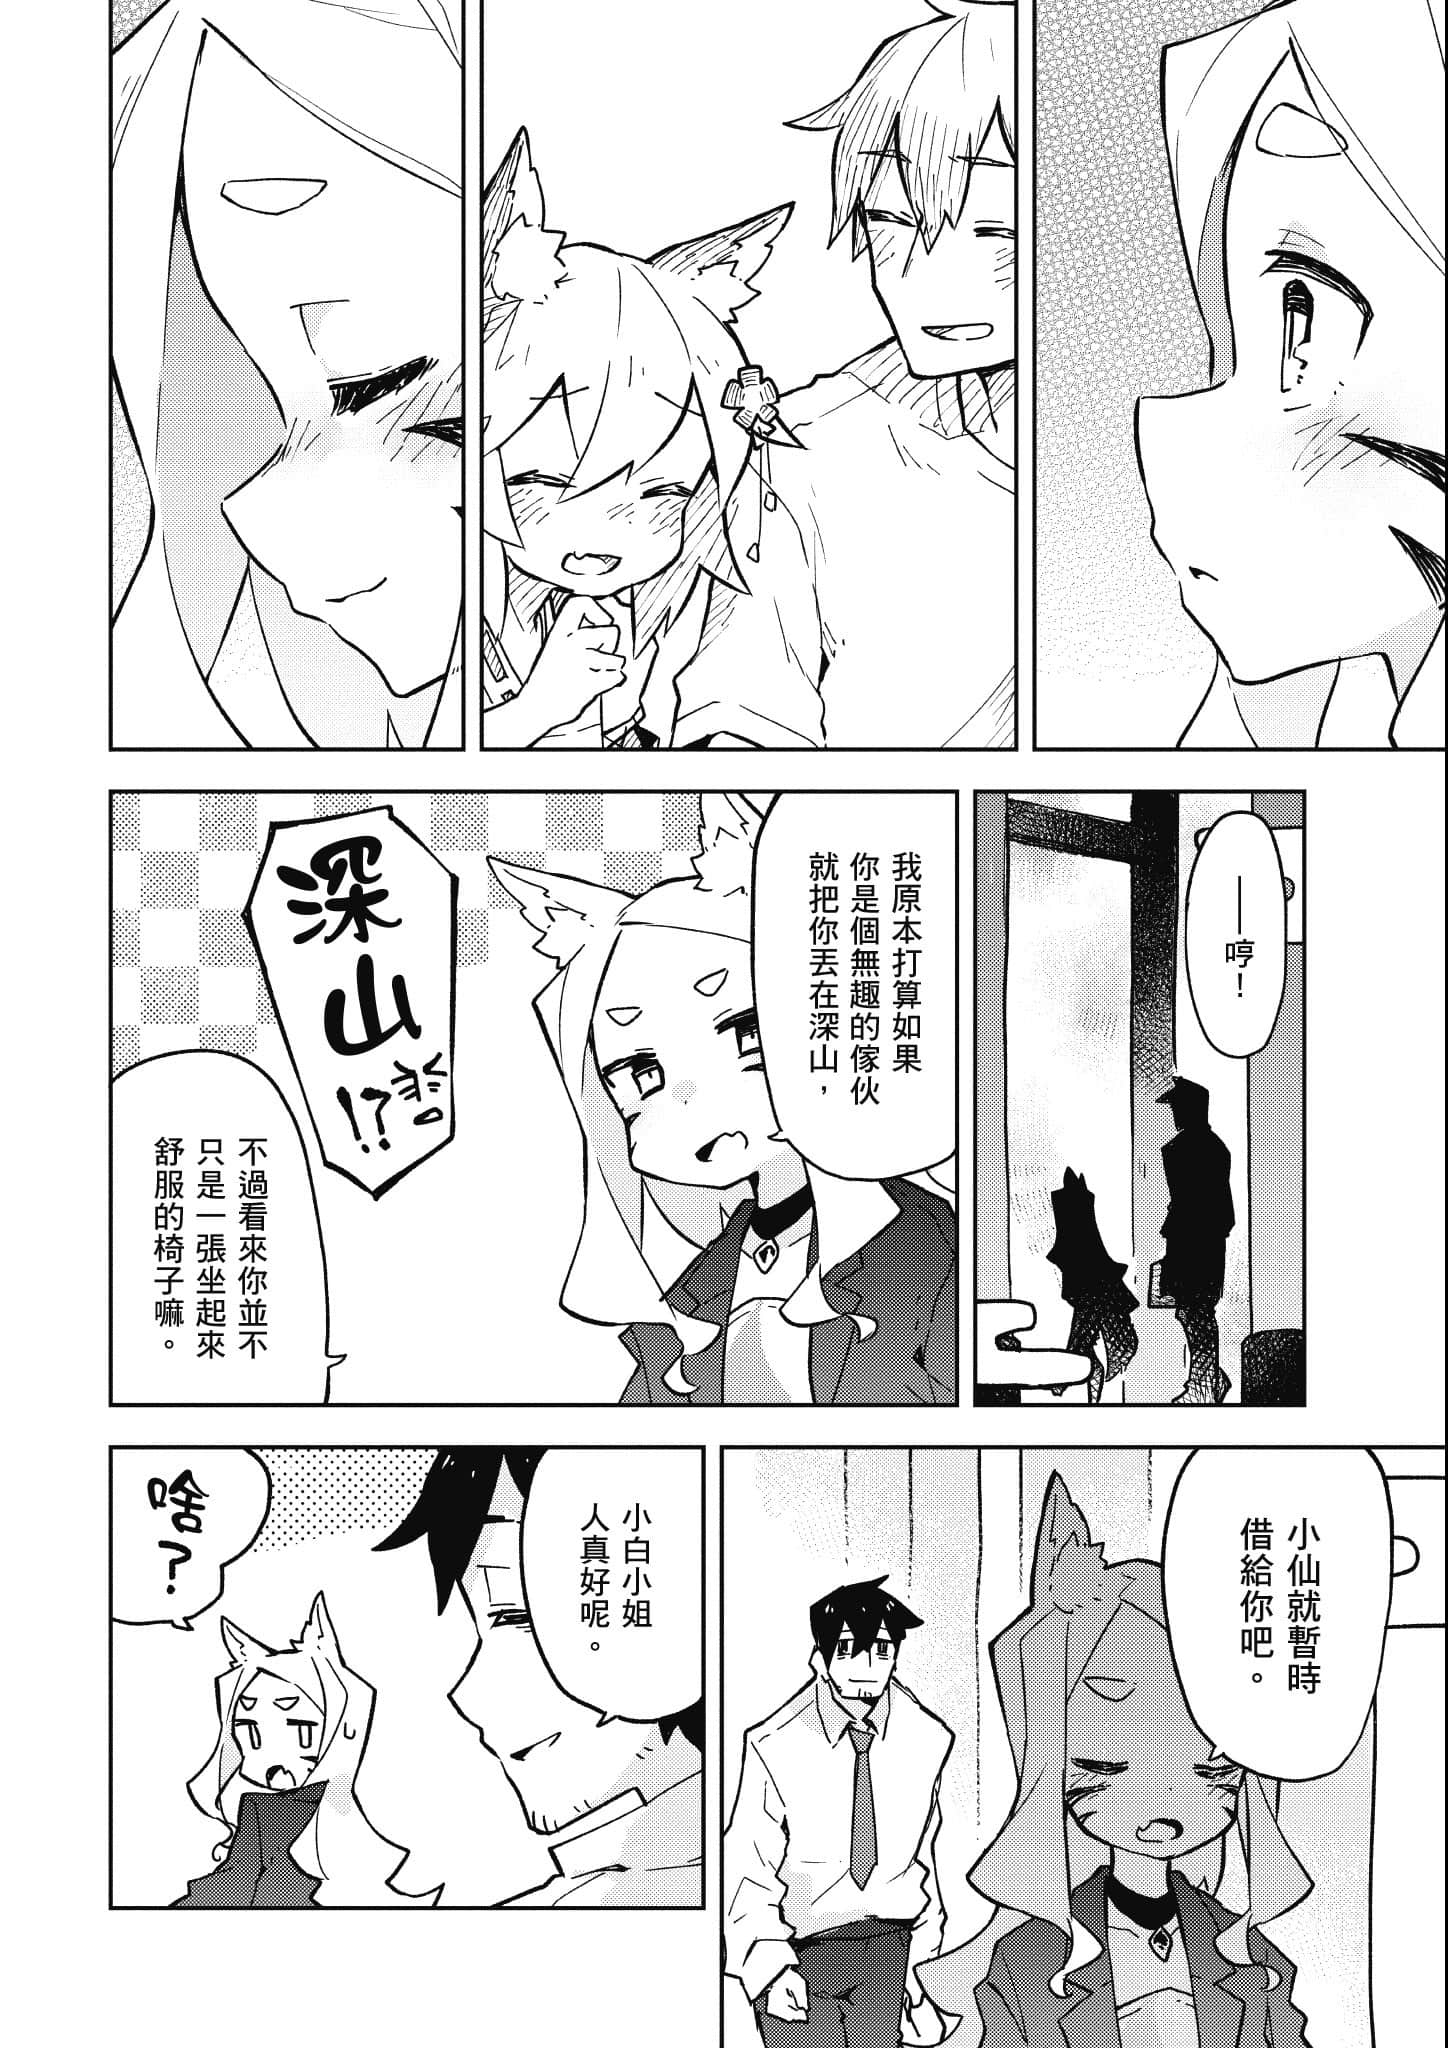 ——哼！
我原本打算如果
你是個無趣的傢伙
就把你丟在深山，
深山!?
不過看來你並不
只是一張坐起來
舒服的椅子嘛。
小仙就暫時
借給你吧。
小白小姐
人真好呢。
啥？